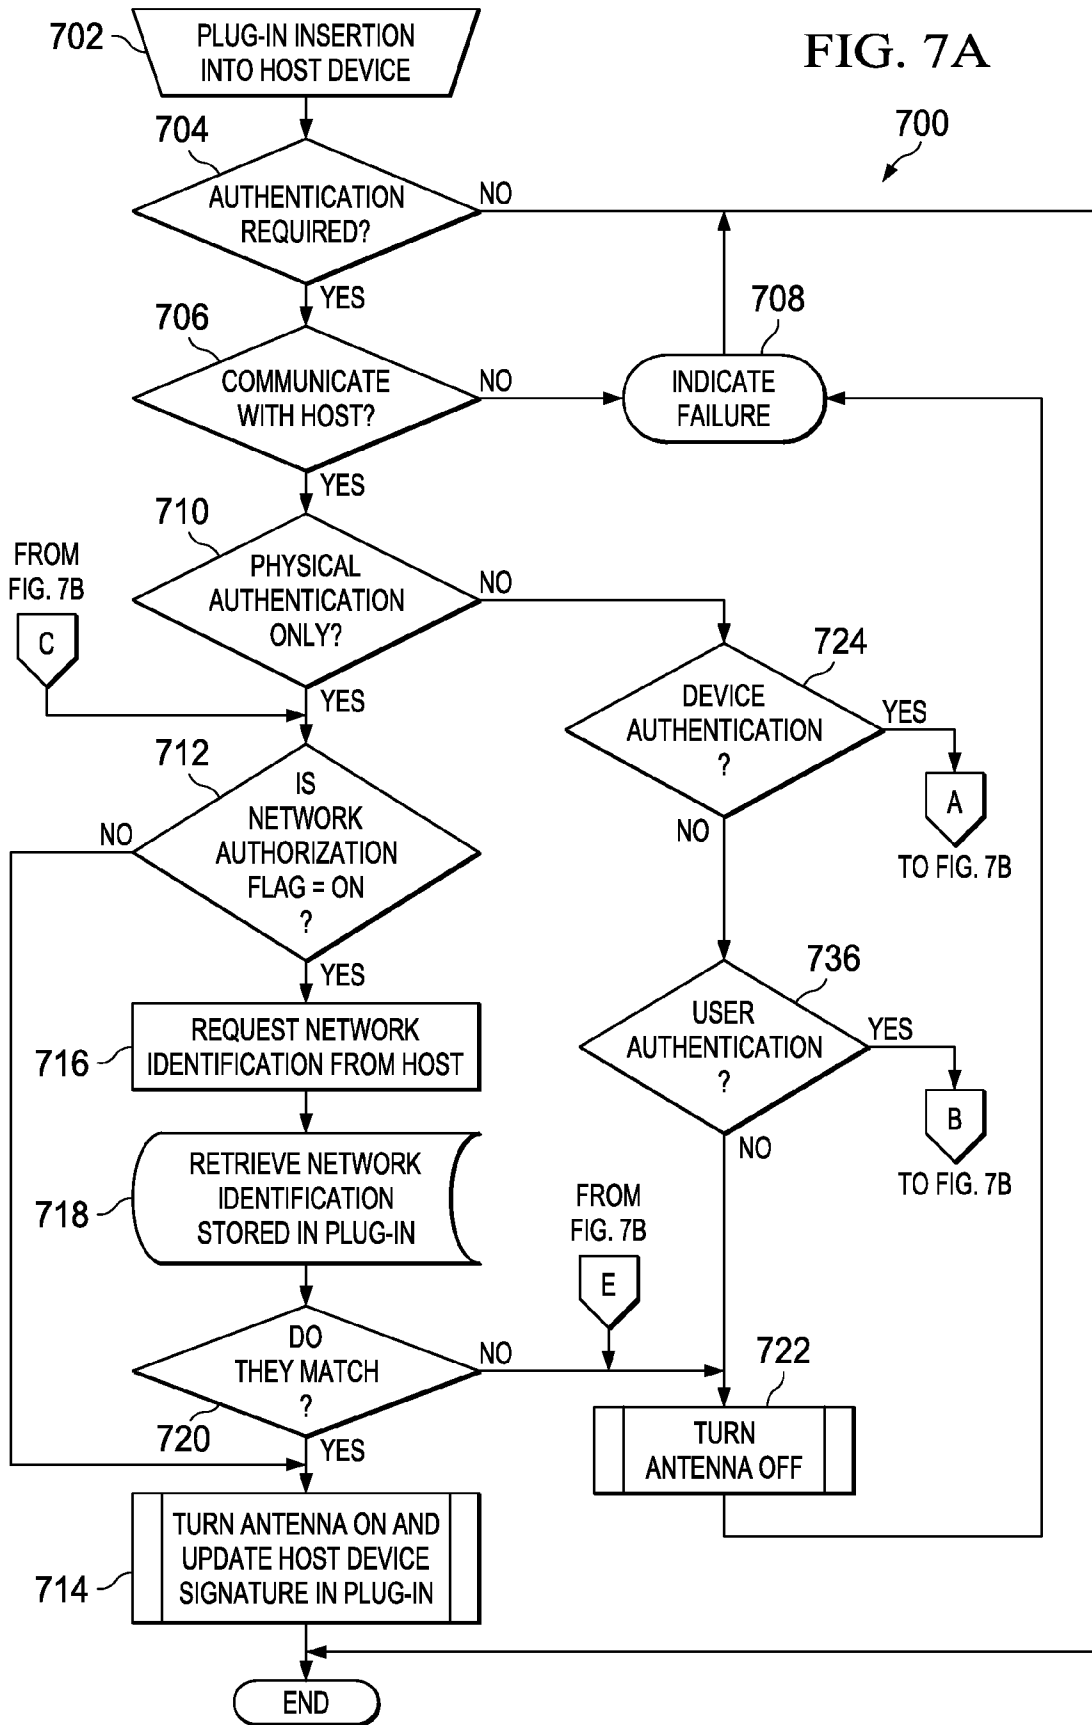 FIG. 7A
700
702
PLUG-IN INSERTION
INTO HOST DEVICE
704
AUTHENTICATION
REQUIRED?
NO
YES
706
COMMUNICATE
WITH HOST?
NO
YES
708
INDICATE
FAILURE
710
PHYSICAL
AUTHENTICATION
ONLY?
NO
YES
FROM
FIG. 7B
C
712
IS
NETWORK
AUTHORIZATION
FLAG = ON
?
NO
YES
724
DEVICE
AUTHENTICATION
?
YES
NO
A
TO FIG. 7B
716
REQUEST NETWORK
IDENTIFICATION FROM HOST
736
USER
AUTHENTICATION
?
YES
NO
B
TO FIG. 7B
718
RETRIEVE NETWORK
IDENTIFICATION
STORED IN PLUG-IN
FROM
FIG. 7B
E
DO
THEY MATCH
?
720
NO
YES
722
TURN
ANTENNA OFF
714
TURN ANTENNA ON AND
UPDATE HOST DEVICE
SIGNATURE IN PLUG-IN
END